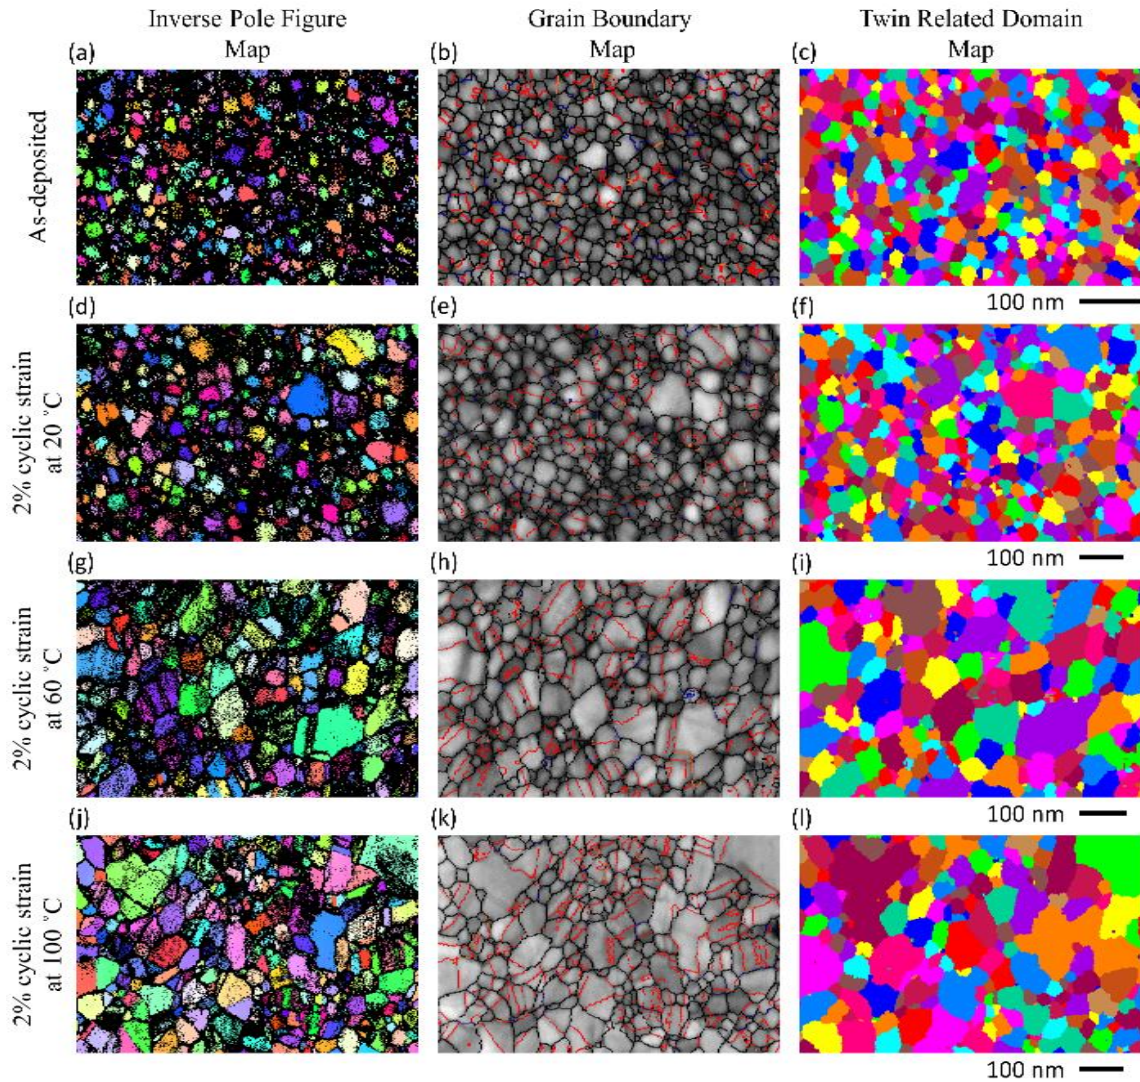 Inverse Pole Figure
Map
Grain Boundary
Map
Twin Related Domain
Map
(a)
(b)
(c)
As-deposited
100 nm
(d)
(e)
(f)
2% cyclic strain
at 20 °C
100 nm
(g)
(h)
(i)
2% cyclic strain
at 60 °C
100 nm
(j)
(k)
(l)
2% cyclic strain
at 100 °C
100 nm